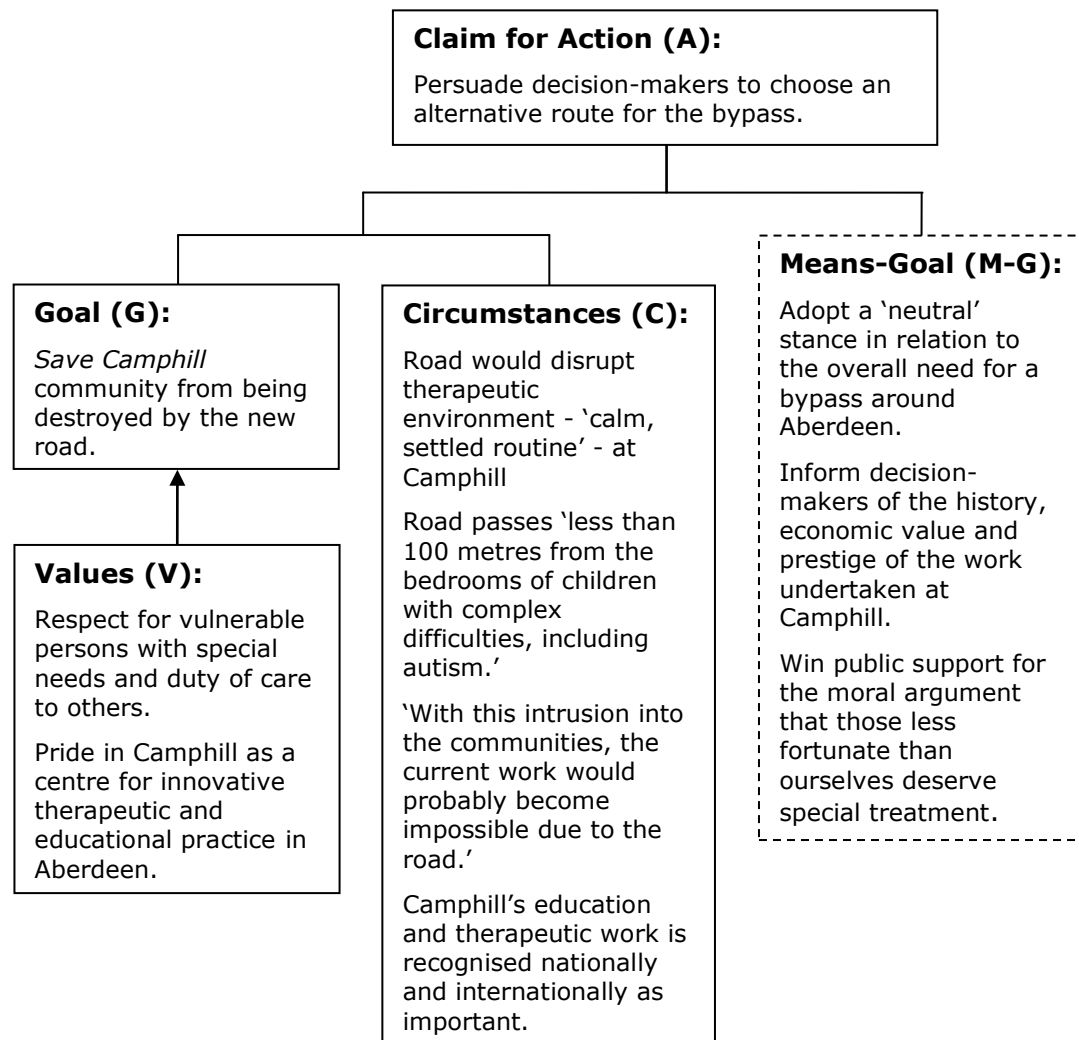 Claim for Action (A):
Persuade decision-makers to choose an
alternative route for the bypass.
Goal (G):
Save Camphill
community from being
destroyed by the new
road.
Values (V):
Respect for vulnerable
persons with special
needs and duty of care
to others.
Pride in Camphill as a
centre for innovative
therapeutic and
educational practice in
Aberdeen.
Circumstances (C):
Road would disrupt
therapeutic
environment - ‘calm,
settled routine’ - at
Camphill
Road passes ‘less than
100 metres from the
bedrooms of children
with complex
difficulties, including
autism.’
‘With this intrusion into
the communities, the
current work would
probably become
impossible due to the
road.’
Camphill’s education
and therapeutic work is
recognised nationally
and internationally as
important.
Means-Goal (M-G):
Adopt a ‘neutral’
stance in relation to
the overall need for a
bypass around
Aberdeen.
Inform decision-
makers of the history,
economic value and
prestige of the work
undertaken at
Camphill.
Win public support for
the moral argument
that those less
fortunate than
ourselves deserve
special treatment.